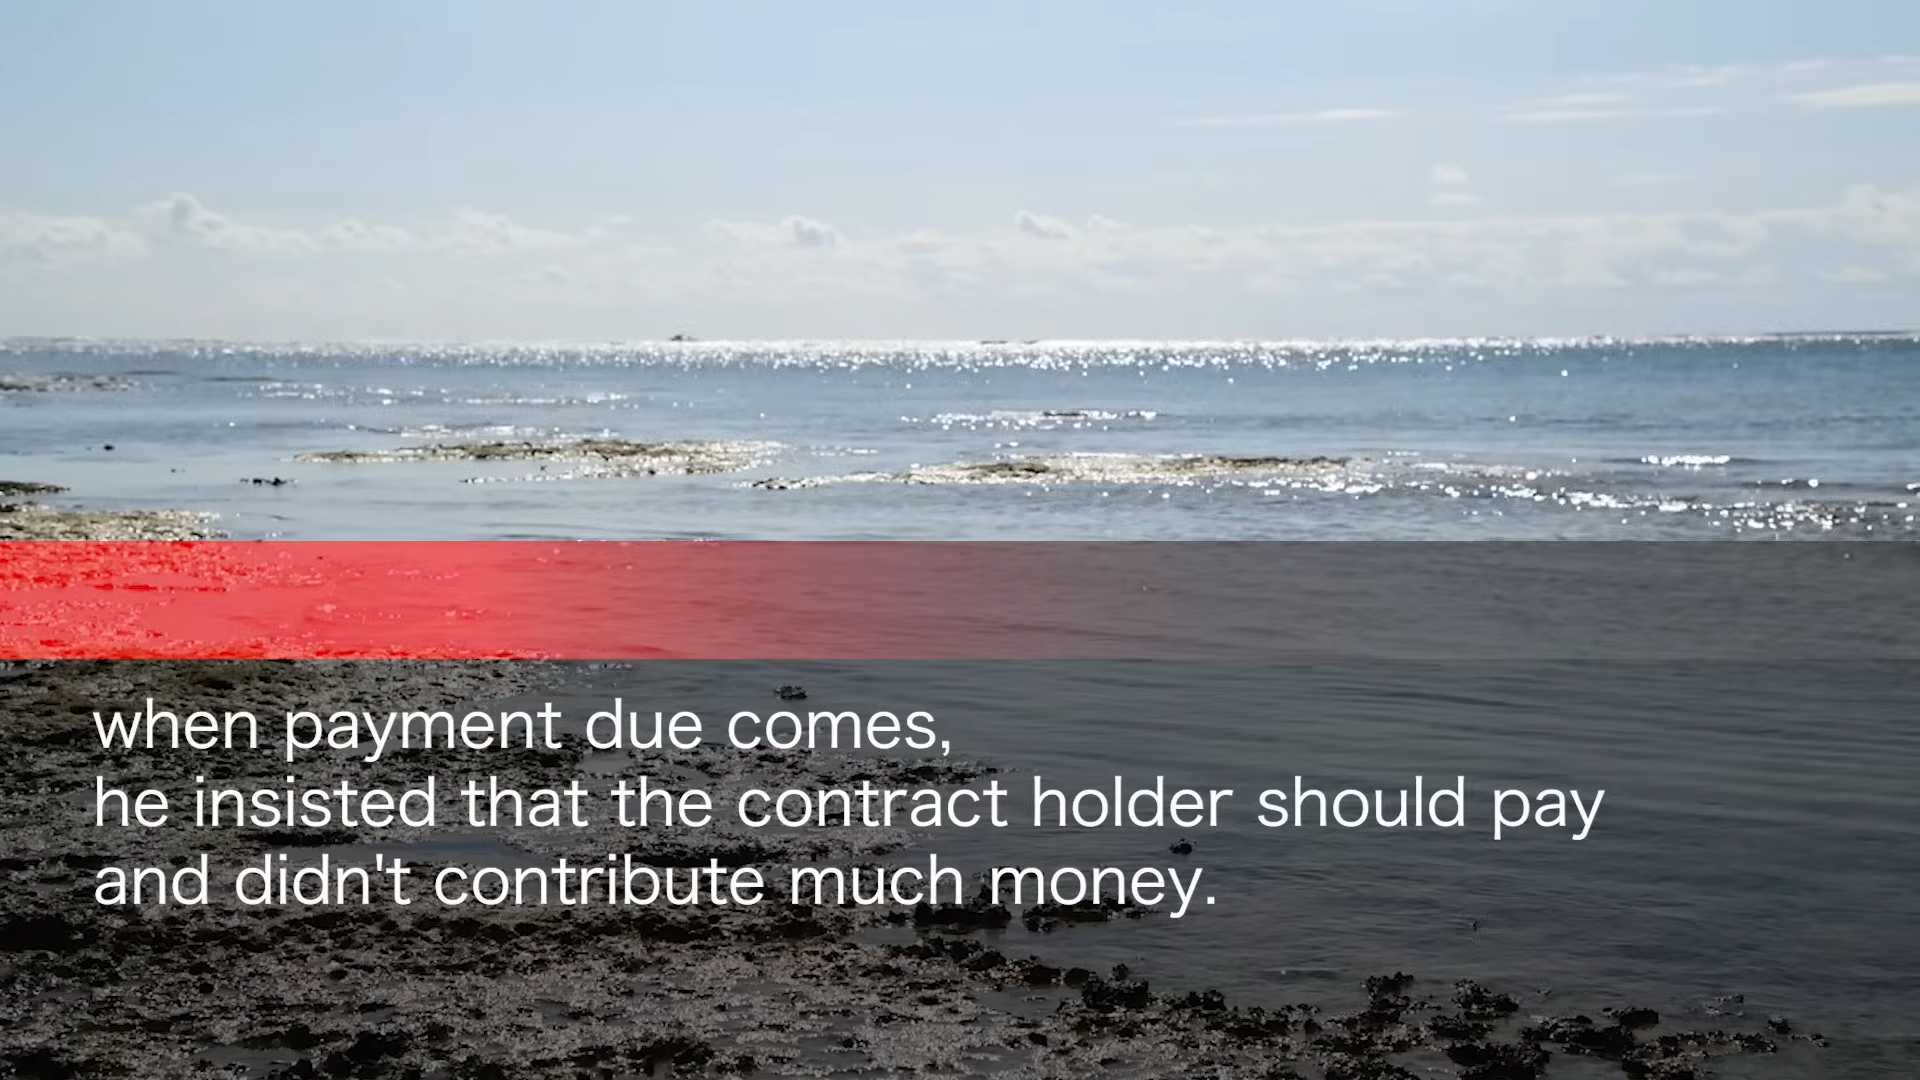 when payment due comes,
he insisted that the contract holder should pay
and didn't contribute much money.